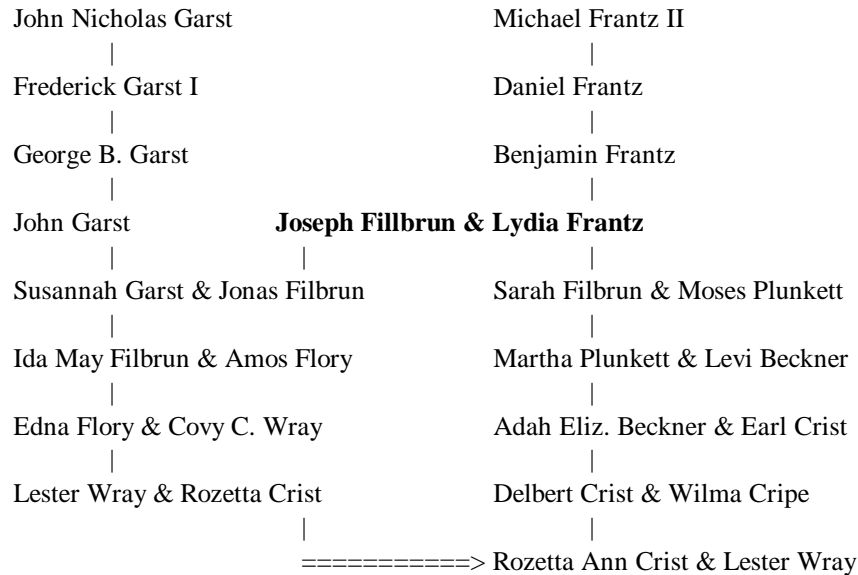 John Nicholas Garst Michael Frantz II
| |
Frederick Garst I Daniel Frantz
| |
George B. Garst Benjamin Frantz
| |
John Garst Joseph Fillbrun & Lydia Frantz
| | |
Susannah Garst & Jonas Filbrun Sarah Filbrun & Moses Plunkett
| |
Ida May Filbrun & Amos Flory Martha Plunkett & Levi Beckner
| |
Edna Flory & Covy C. Wray Adah Eliz. Beckner & Earl Crist
| |
Lester Wray & Rozetta Crist Delbert Crist & Wilma Cripe
| |
===========> Rozetta Ann Crist & Lester Wray